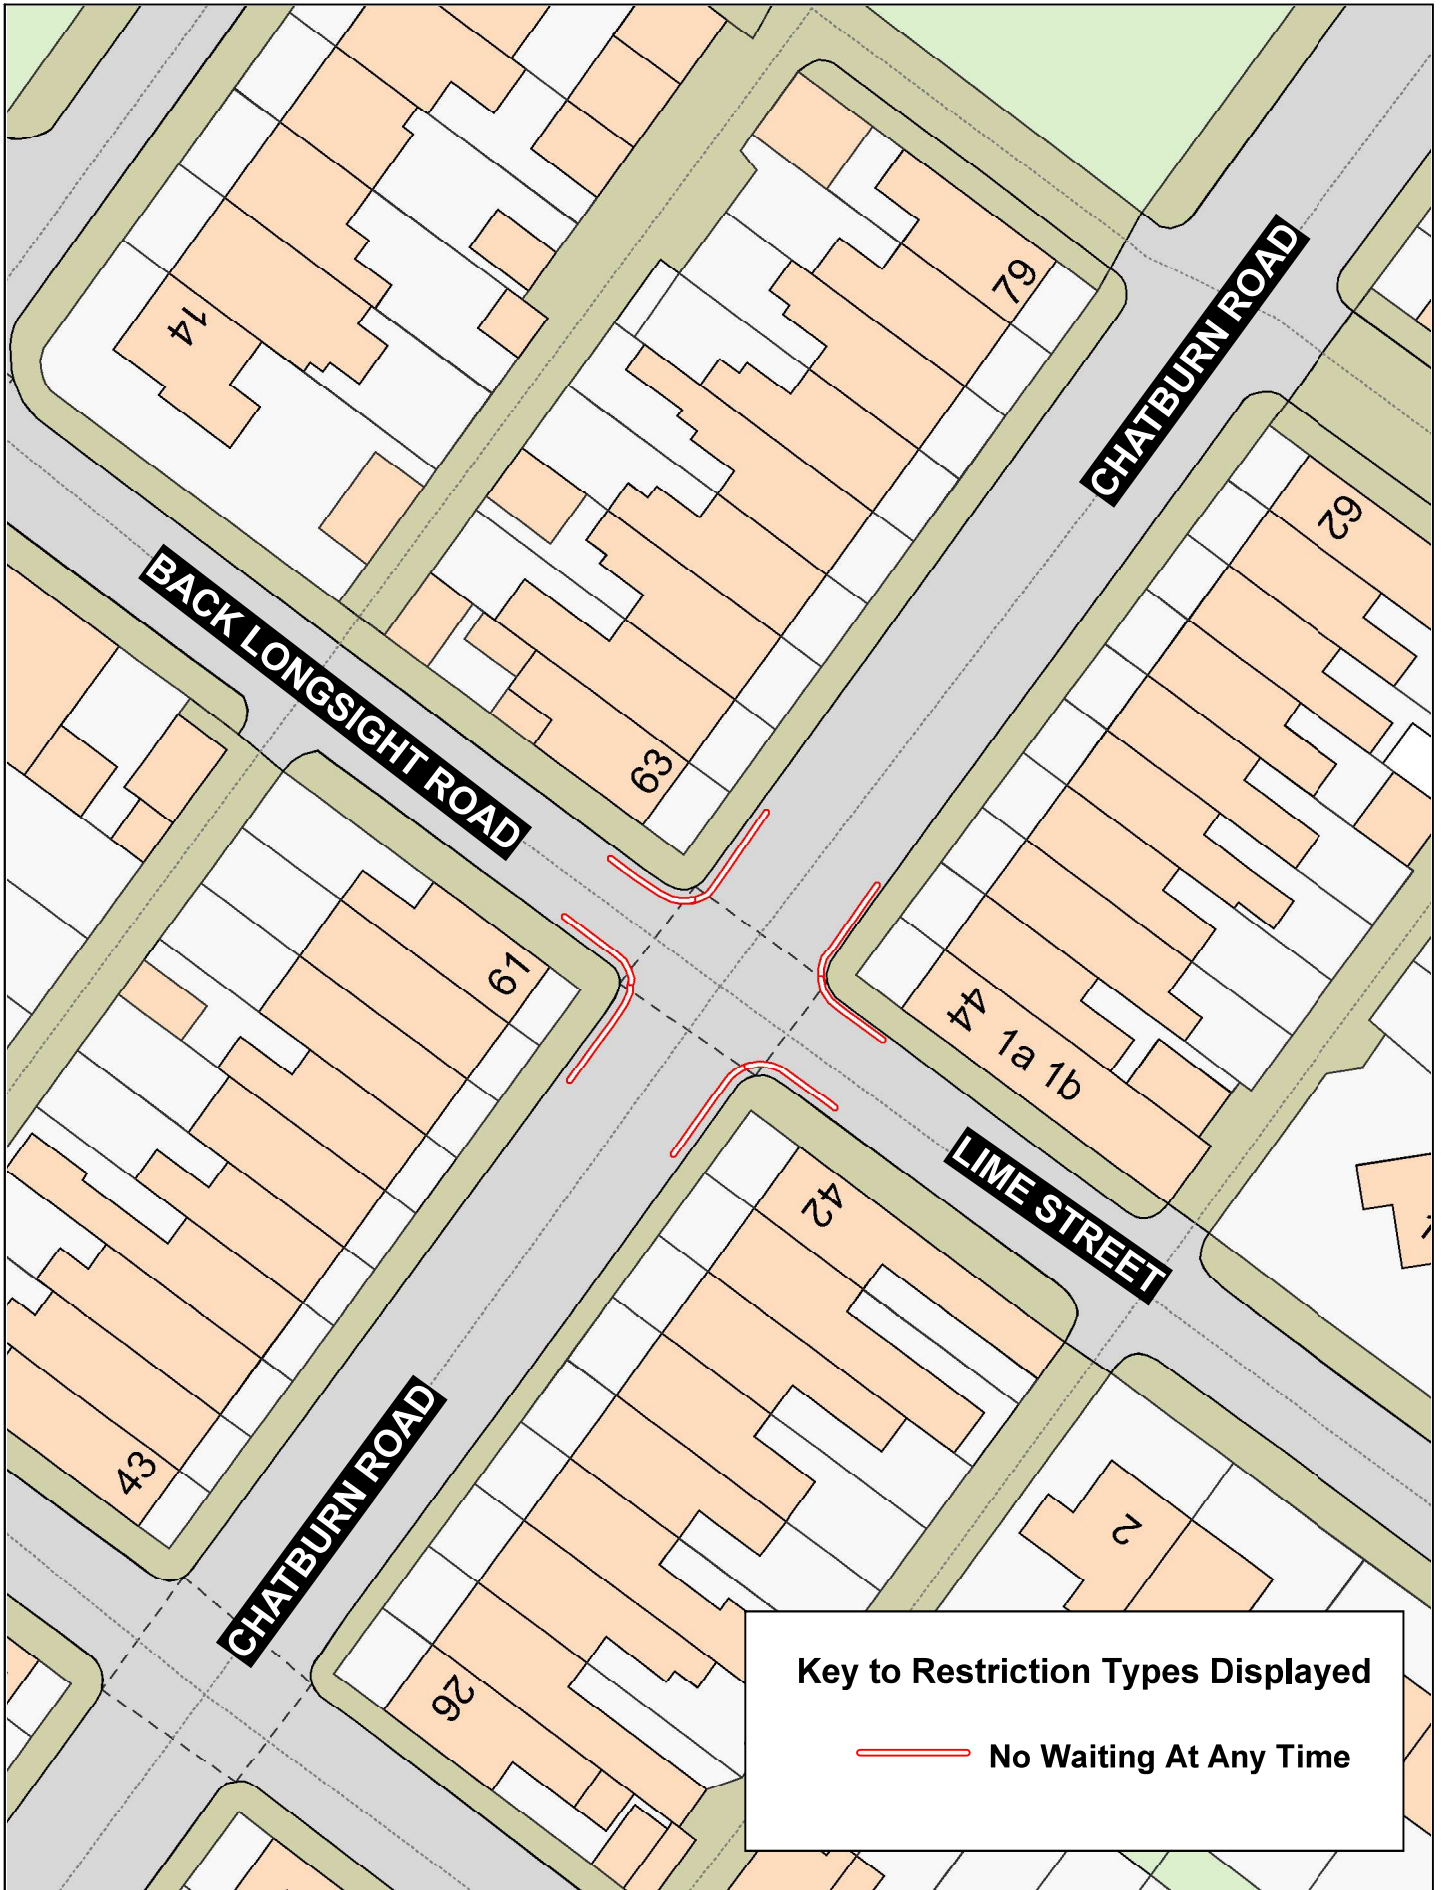 CHATBURN ROAD
79
14
62
BACK LONGSIGHT ROAD
63
61
44
1a 1b
LIME STREET
42
CHATBURN ROAD
43
2
26
Key to Restriction Types Displayed
No Waiting At Any Time